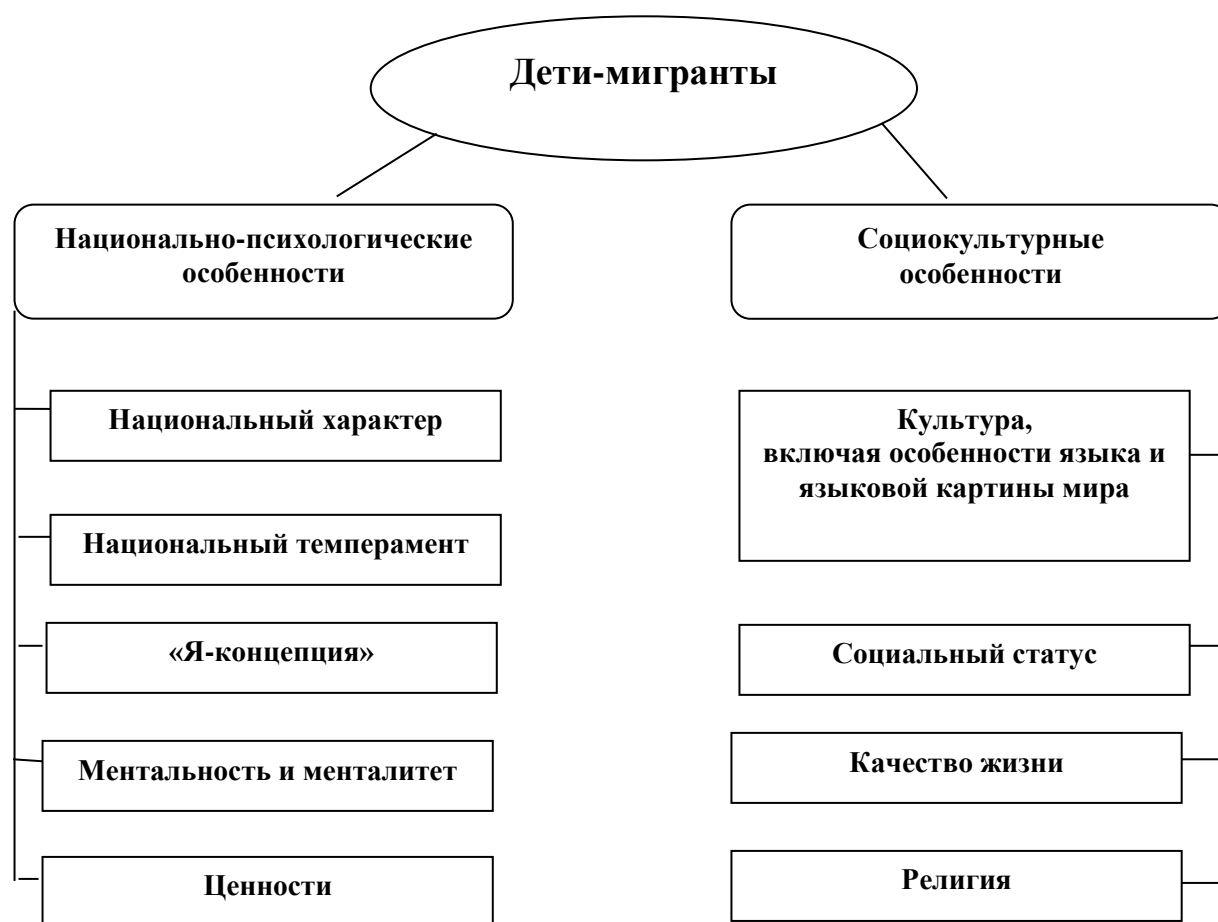 Дети-мигранты
Национально-психологические
особенности
Национальный характер
Национальный темперамент
«Я-концепция»
Ментальность и менталитет
Ценности
Социокультурные
особенности
Культура,
включая особенности языка и
языковой картины мира
Социальный статус
Качество жизни
Религия